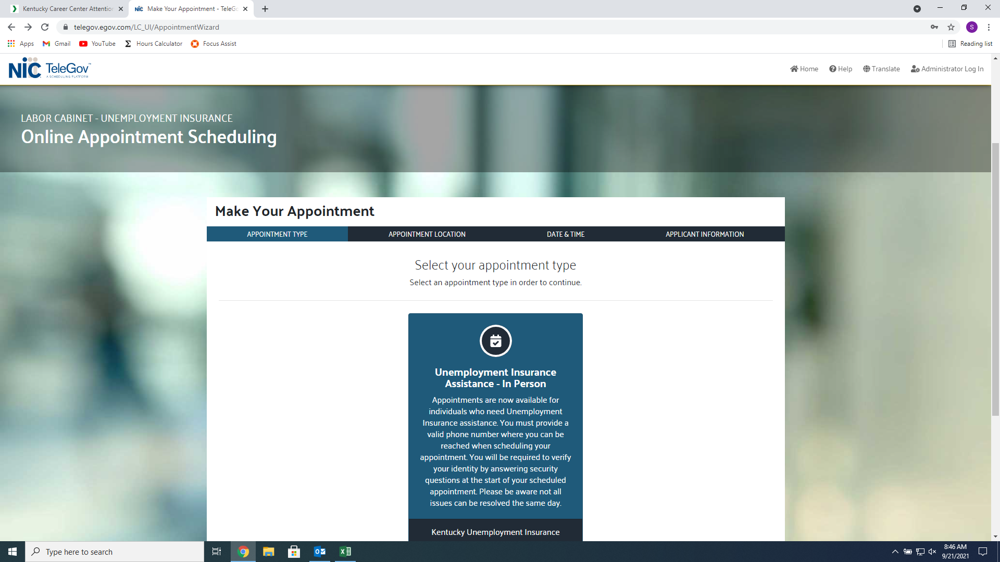 Kentucky Career Center Attention
NIC Make Your Appointment - TeleGo
telegov.egov.com/LC_UI/AppointmentWizard
S
Apps Gmail YouTube Hours Calculator Focus Assist Reading list
NIC TeleGov™
A SCHEDULING PLATFORM
Home Help Translate Administrator Log In
LABOR CABINET - UNEMPLOYMENT INSURANCE
Online Appointment Scheduling
Make Your Appointment
APPOINTMENT TYPE APPOINTMENT LOCATION DATE & TIME APPLICANT INFORMATION
Select your appointment type
Select an appointment type in order to continue.
Unemployment Insurance
Assistance - In Person
Appointments are now available for
individuals who need Unemployment
Insurance assistance. You must provide a
valid phone number where you can be
reached when scheduling your
appointment. You will be required to verify
your identity by answering security
questions at the start of your scheduled
appointment. Please be aware not all
issues can be resolved the same day.
Kentucky Unemployment Insurance
Type here to search
8:46 AM
9/21/2021